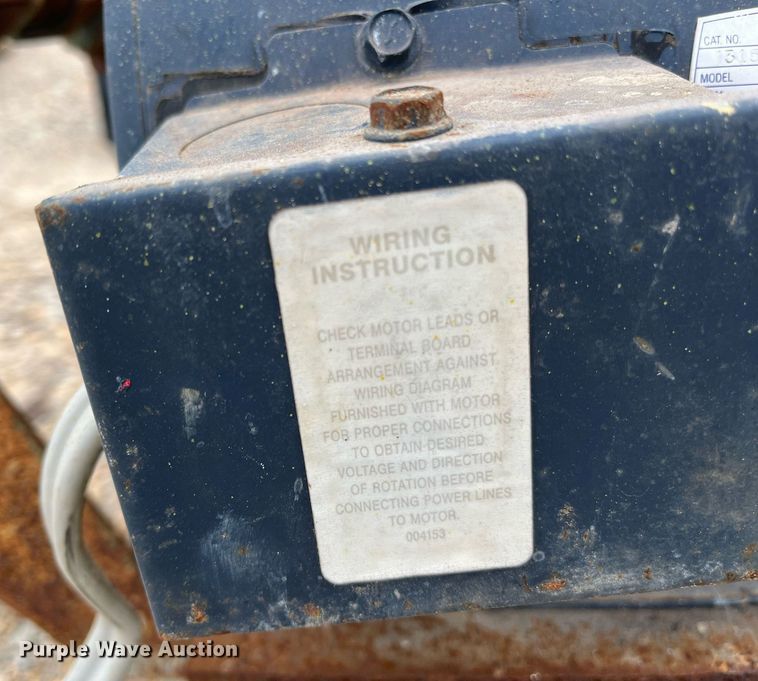 CAT. NO.
MODEL
WIRING
INSTRUCTION
CHECK MOTOR LEADS OR
TERMINAL BOARD
ARRANGEMENT AGAINST
WIRING DIAGRAM
FURNISHED WITH MOTOR
FOR PROPER CONNECTIONS
TO OBTAIN DESIRED
VOLTAGE AND DIRECTION
OF ROTATION BEFORE
CONNECTING POWER LINES
TO MOTOR.
004153
Purple Wave Auction